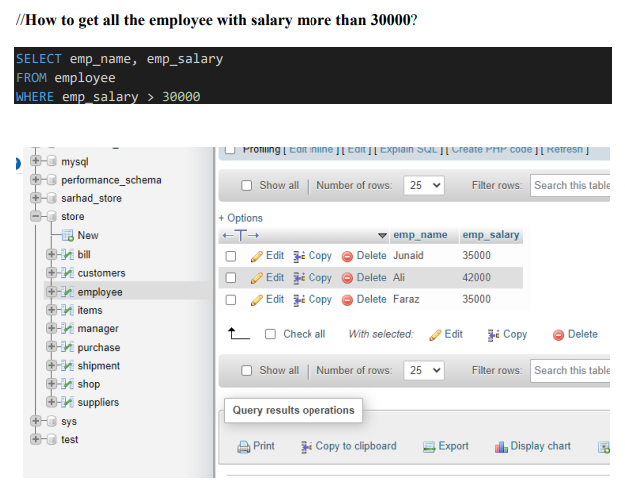 //How to get all the employee with salary more than 30000?
SELECT emp_name, emp_salary
FROM employee
WHERE emp_salary > 30000
Profiling [ Edit inline ] [ Edit ] [ Explain SQL ] [ Create PHP code ] [ Refresh ]
mysql
performance_schema
sarhad_store
store
New
bill
customers
employee
items
manager
purchase
shipment
shop
suppliers
sys
test
Show all | Number of rows: 25 Filter rows: Search this table
+ Options
←T→ emp_name emp_salary
Edit Copy Delete Junaid 35000
Edit Copy Delete Ali 42000
Edit Copy Delete Faraz 35000
Check all With selected: Edit Copy Delete
Show all | Number of rows: 25 Filter rows: Search this table
Query results operations
Print Copy to clipboard Export Display chart